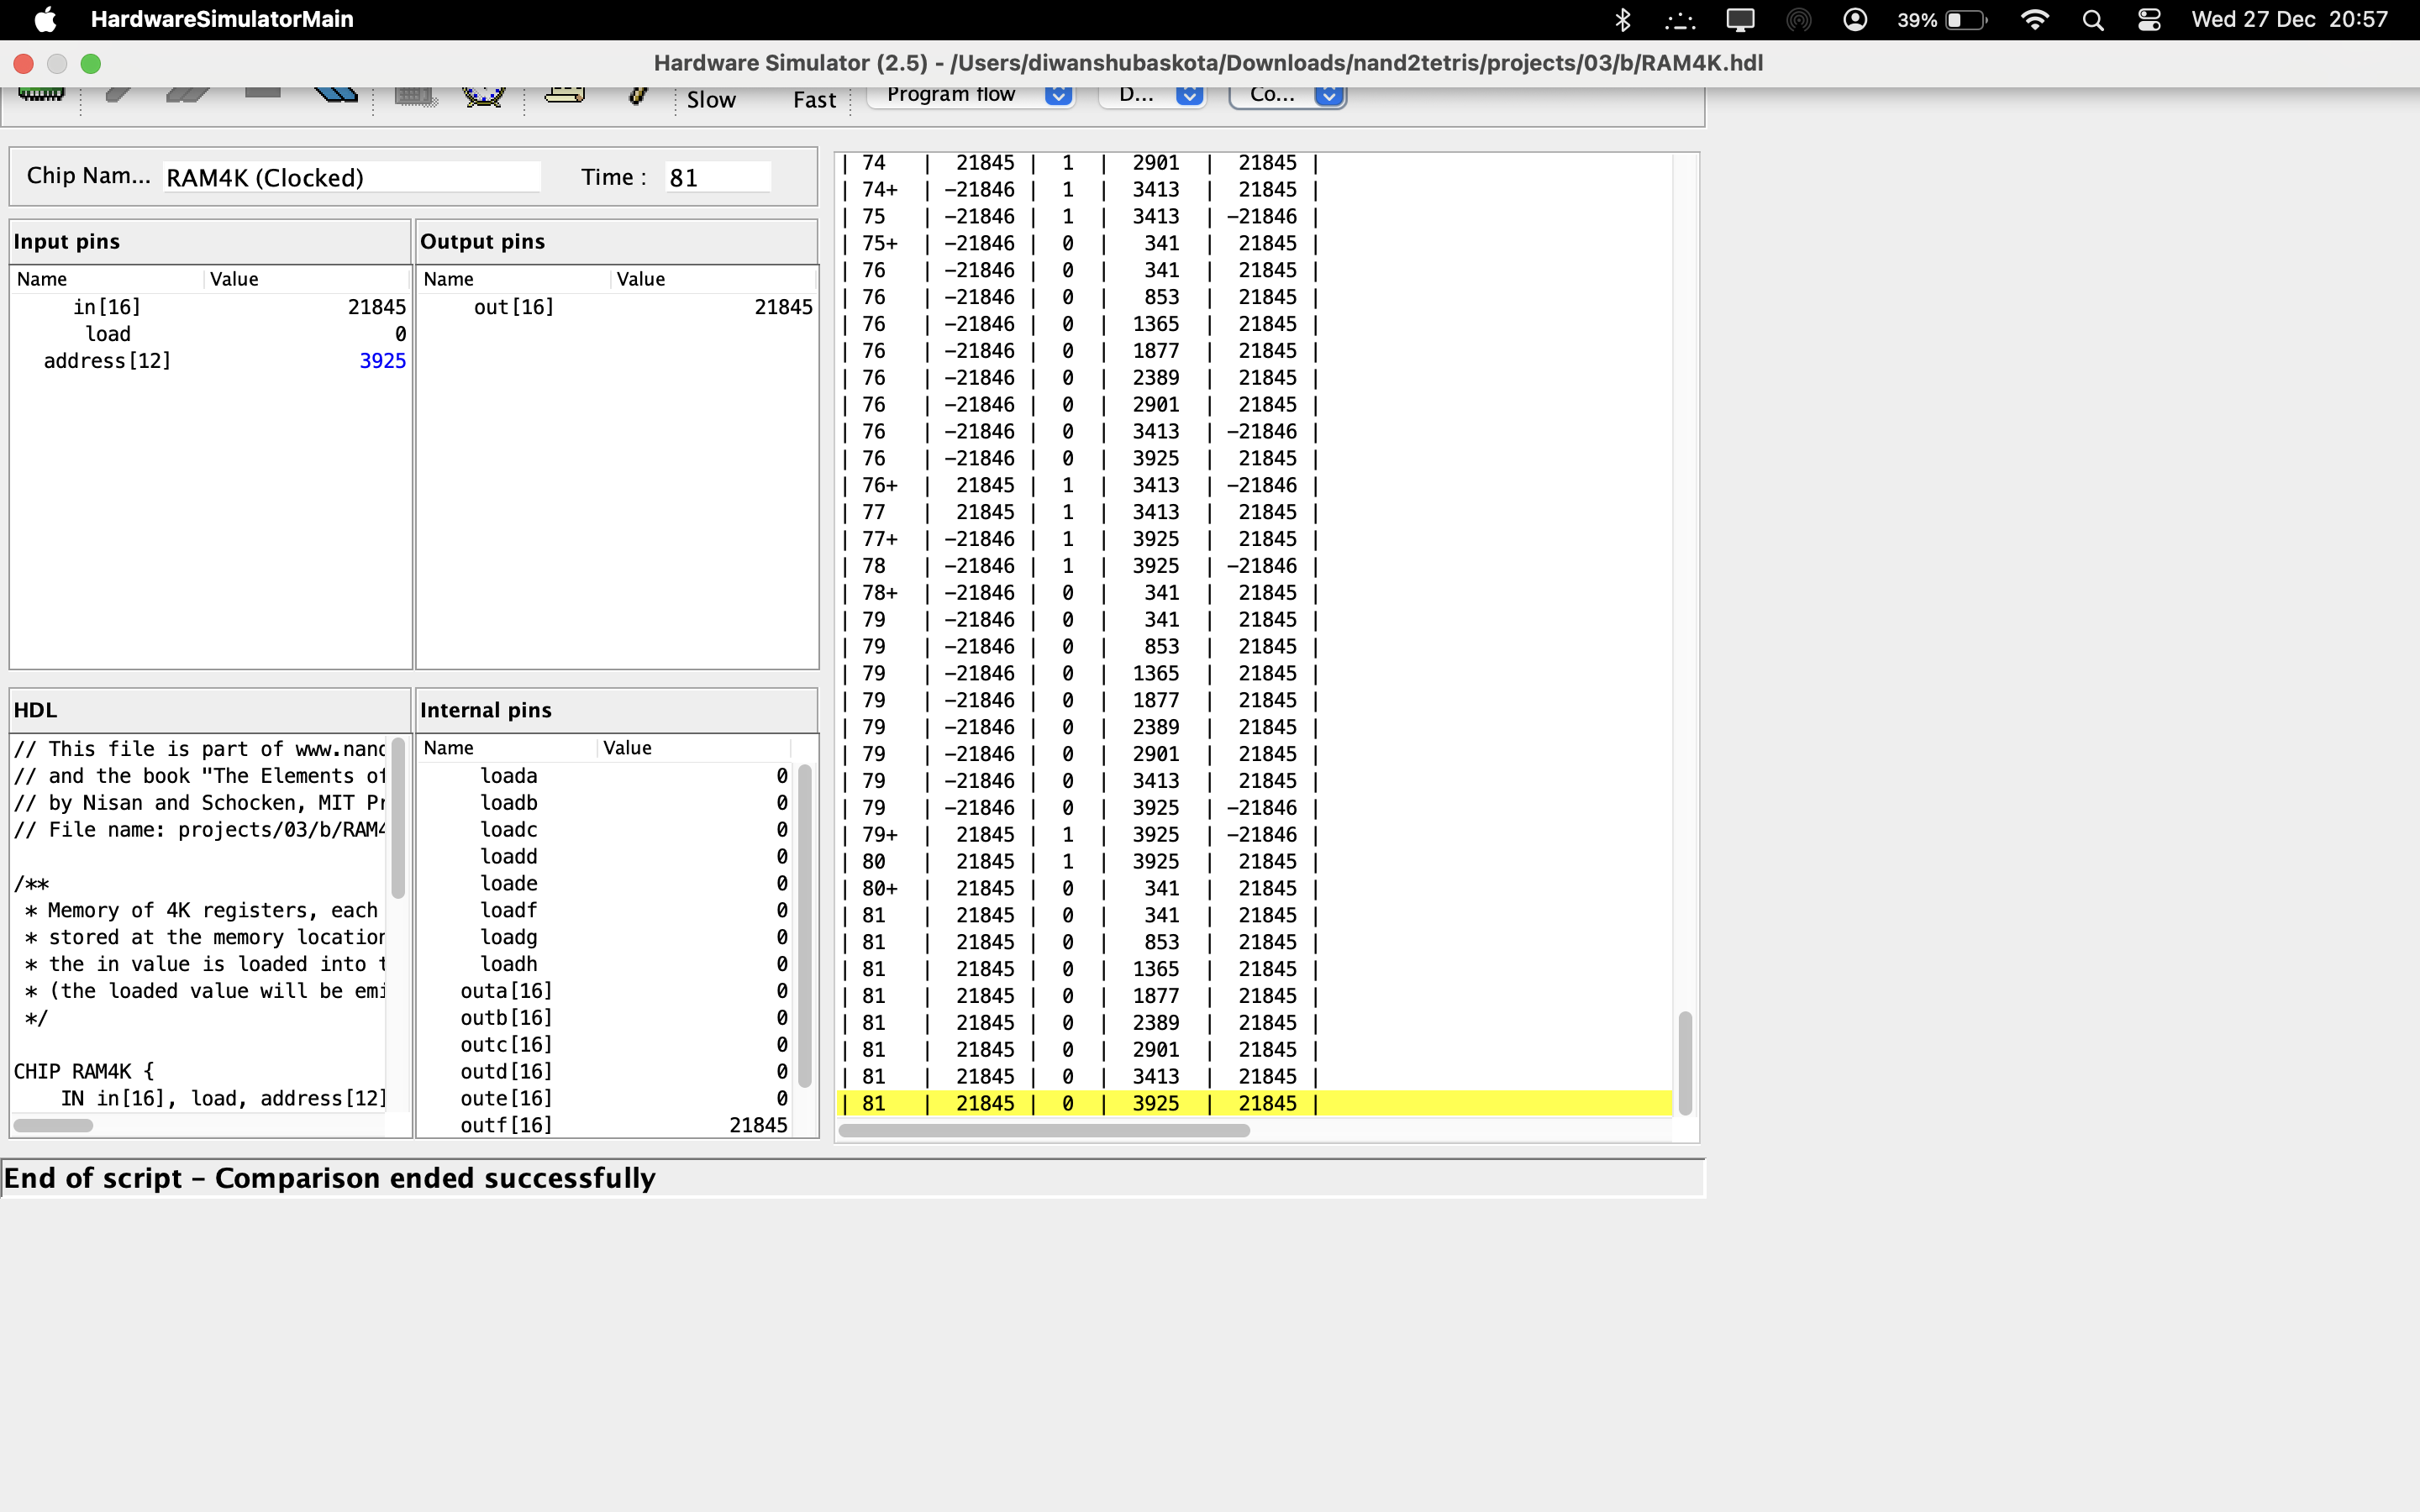 HardwareSimulatorMain 39% Wed 27 Dec 20:57
Hardware Simulator (2.5) - /Users/diwanshubaskota/Downloads/nand2tetris/projects/03/b/RAM4K.hdl
Slow Fast Program flow D... Co...
Chip Nam... RAM4K (Clocked) Time : 81
Input pins
Name Value
in[16] 21845
load 0
address[12] 3925
Output pins
Name Value
out[16] 21845
HDL
// This file is part of www.nand
// and the book "The Elements of
// by Nisan and Schocken, MIT Pr
// File name: projects/03/b/RAM4
/**
* Memory of 4K registers, each
* stored at the memory location
* the in value is loaded into t
* (the loaded value will be emi
*/
CHIP RAM4K {
IN in[16], load, address[12]
Internal pins
Name Value
loada 0
loadb 0
loadc 0
loadd 0
loade 0
loadf 0
loadg 0
loadh 0
outa[16] 0
outb[16] 0
outc[16] 0
outd[16] 0
oute[16] 0
outf[16] 21845
| 74 | 21845 | 1 | 2901 | 21845 |
| 74+ | -21846 | 1 | 3413 | 21845 |
| 75 | -21846 | 1 | 3413 | -21846 |
| 75+ | -21846 | 0 | 341 | 21845 |
| 76 | -21846 | 0 | 341 | 21845 |
| 76 | -21846 | 0 | 853 | 21845 |
| 76 | -21846 | 0 | 1365 | 21845 |
| 76 | -21846 | 0 | 1877 | 21845 |
| 76 | -21846 | 0 | 2389 | 21845 |
| 76 | -21846 | 0 | 2901 | 21845 |
| 76 | -21846 | 0 | 3413 | -21846 |
| 76 | -21846 | 0 | 3925 | 21845 |
| 76+ | 21845 | 1 | 3413 | -21846 |
| 77 | 21845 | 1 | 3413 | 21845 |
| 77+ | -21846 | 1 | 3925 | 21845 |
| 78 | -21846 | 1 | 3925 | -21846 |
| 78+ | -21846 | 0 | 341 | 21845 |
| 79 | -21846 | 0 | 341 | 21845 |
| 79 | -21846 | 0 | 853 | 21845 |
| 79 | -21846 | 0 | 1365 | 21845 |
| 79 | -21846 | 0 | 1877 | 21845 |
| 79 | -21846 | 0 | 2389 | 21845 |
| 79 | -21846 | 0 | 2901 | 21845 |
| 79 | -21846 | 0 | 3413 | 21845 |
| 79 | -21846 | 0 | 3925 | -21846 |
| 79+ | 21845 | 1 | 3925 | -21846 |
| 80 | 21845 | 1 | 3925 | 21845 |
| 80+ | 21845 | 0 | 341 | 21845 |
| 81 | 21845 | 0 | 341 | 21845 |
| 81 | 21845 | 0 | 853 | 21845 |
| 81 | 21845 | 0 | 1365 | 21845 |
| 81 | 21845 | 0 | 1877 | 21845 |
| 81 | 21845 | 0 | 2389 | 21845 |
| 81 | 21845 | 0 | 2901 | 21845 |
| 81 | 21845 | 0 | 3413 | 21845 |
| 81 | 21845 | 0 | 3925 | 21845 |
End of script - Comparison ended successfully